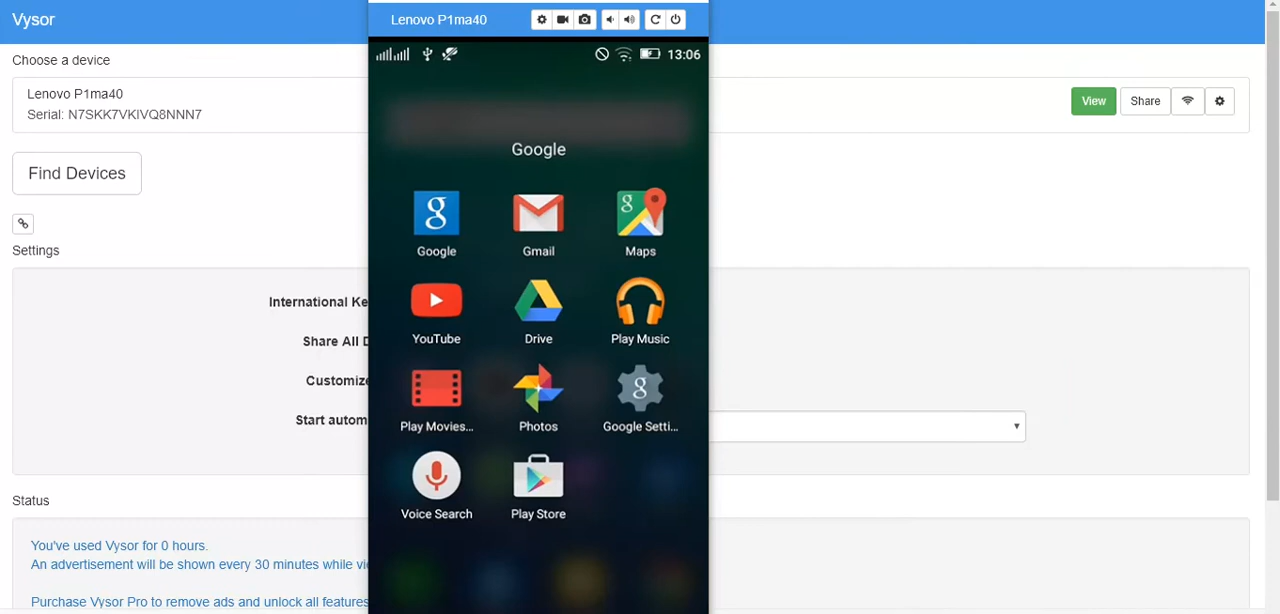 Vysor
Choose a device
Lenovo P1ma40
Serial: N7SKK7VKIVQ8NNN7
View
Share
Find Devices
Settings
International Ke
Share All D
Customize
Start autom
Status
You've used Vysor for 0 hours.
An advertisement will be shown every 30 minutes while vi
Purchase Vysor Pro to remove ads and unlock all features
Lenovo P1ma40
13:06
Google
Google
Gmail
Maps
YouTube
Drive
Play Music
Play Movies...
Photos
Google Setti...
Voice Search
Play Store